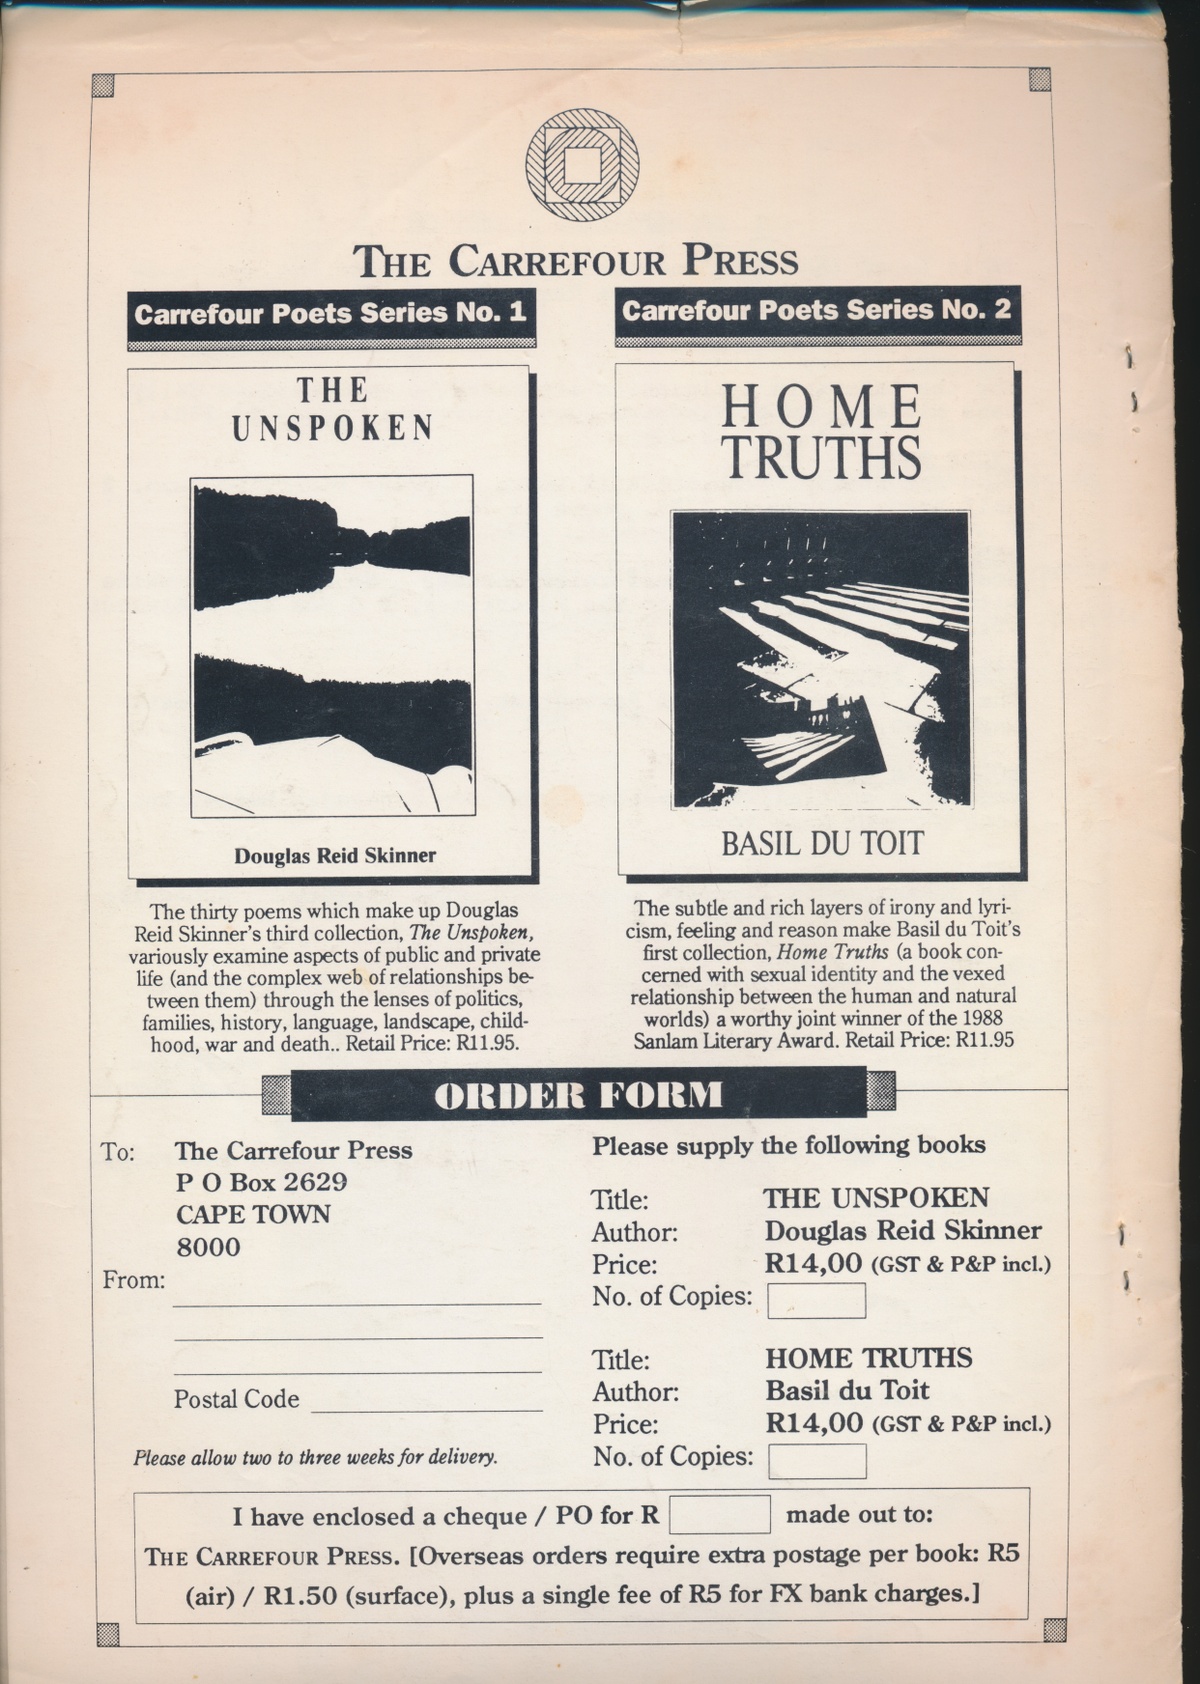 THE CARREFOUR PRESS
Carrefour Poets Series No. 1
THE
UNSPOKEN
Douglas Reid Skinner
The thirty poems which make up Douglas
Reid Skinner's third collection, The Unspoken,
variously examine aspects of public and private
life (and the complex web of relationships be-
tween them) through the lenses of politics,
families, history, language, landscape, child-
hood, war and death.. Retail Price: R11.95.
Carrefour Poets Series No. 2
HOME
TRUTHS
BASIL DU TOIT
The subtle and rich layers of irony and lyri-
cism, feeling and reason make Basil du Toit's
first collection, Home Truths (a book con-
cerned with sexual identity and the vexed
relationship between the human and natural
worlds) a worthy joint winner of the 1988
Sanlam Literary Award. Retail Price: R11.95
ORDER FORM
To: The Carrefour Press
P O Box 2629
CAPE TOWN
8000
From:
Postal Code
Please allow two to three weeks for delivery.
Please supply the following books
Title: THE UNSPOKEN
Author: Douglas Reid Skinner
Price: R14,00 (GST & P&P incl.)
No. of Copies:
Title: HOME TRUTHS
Author: Basil du Toit
Price: R14,00 (GST & P&P incl.)
No. of Copies:
I have enclosed a cheque / PO for R made out to:
THE CARREFOUR PRESS. [Overseas orders require extra postage per book: R5
(air) / R1.50 (surface), plus a single fee of R5 for FX bank charges.]